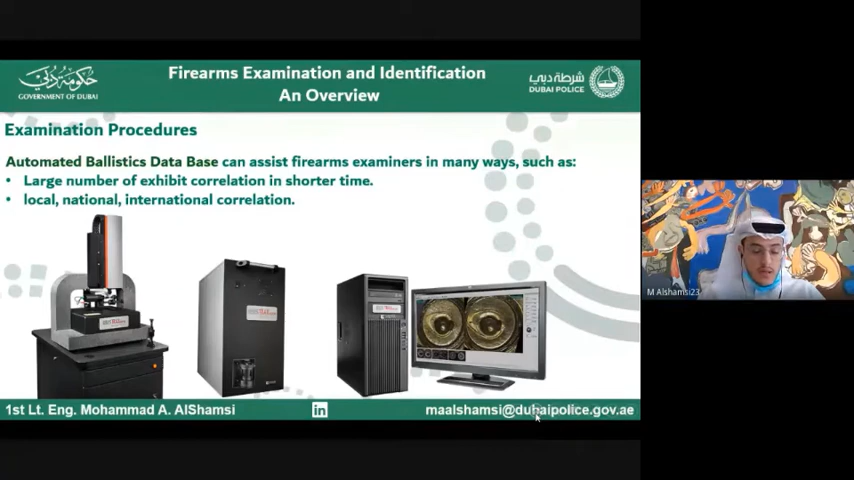 Firearms Examination and Identification
An Overview
حكومة دبي
GOVERNMENT OF DUBAI
شرطة دبي
DUBAI POLICE
Examination Procedures
Automated Ballistics Data Base can assist firearms examiners in many ways, such as:
• Large number of exhibit correlation in shorter time.
• local, national, international correlation.
M Alshamsi23
1st Lt. Eng. Mohammad A. AlShamsi
in
maalshamsi@dubaipolice.gov.ae